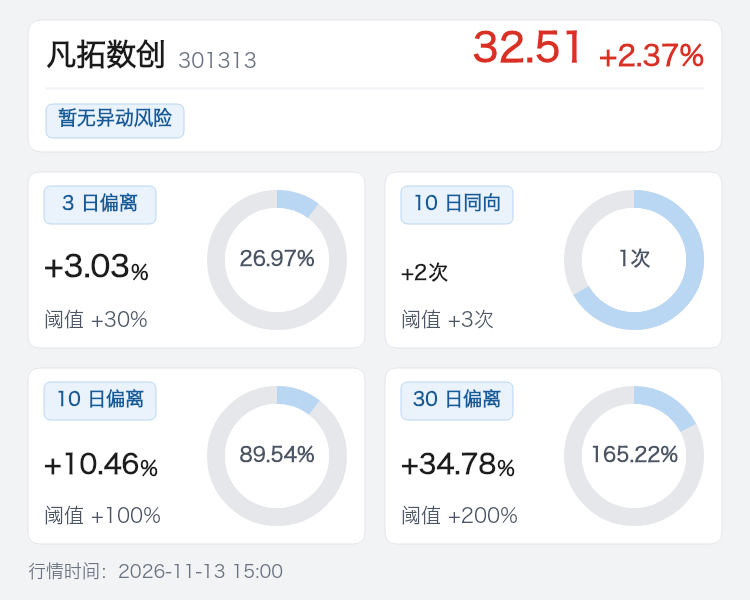 凡拓数创 301313 32.51 +2.37%
暂无异动风险
3 日偏离
+3.03%
26.97%
阈值 +30%
10 日同向
+2次
1次
阈值 +3次
10 日偏离
+10.46%
89.54%
阈值 +100%
30 日偏离
+34.78%
165.22%
阈值 +200%
行情时间：2026-11-13 15:00